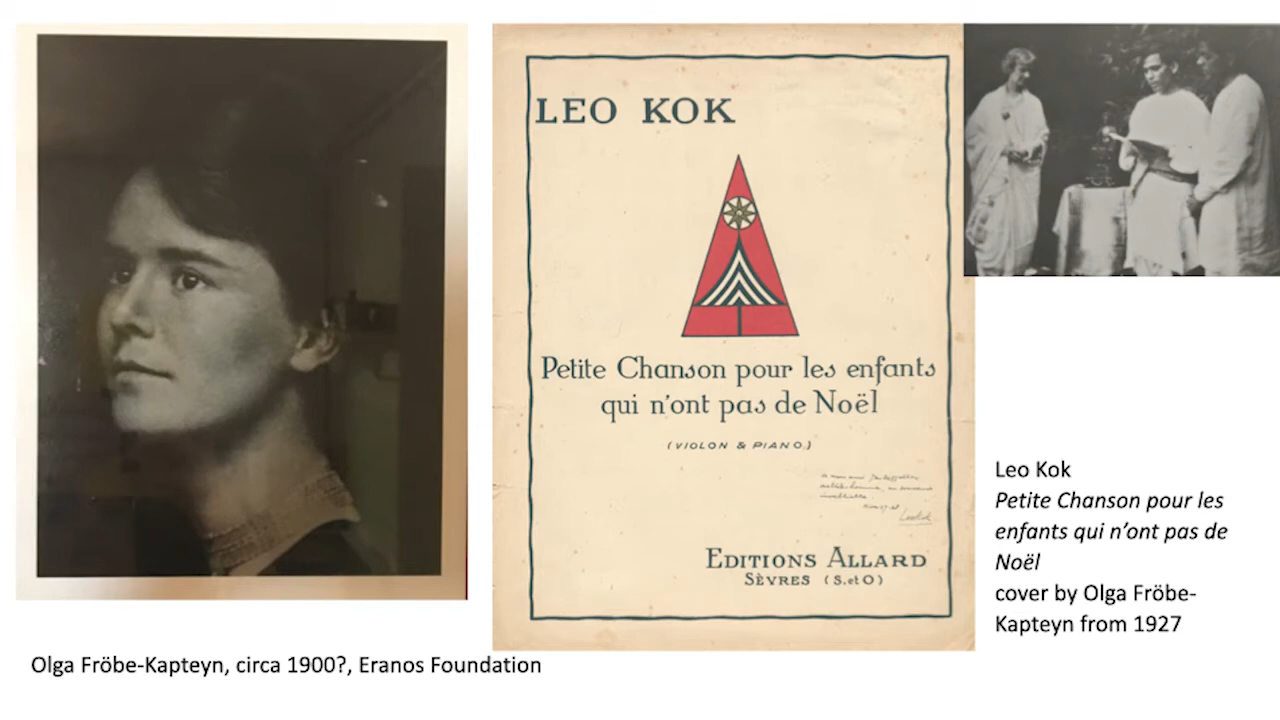 LEO KOK
Petite Chanson pour les enfants
qui n'ont pas de Noël
(VIOLON & PIANO)
EDITIONS ALLARD
SÈVRES (S.et O)
Leo Kok
Petite Chanson pour les
enfants qui n'ont pas de
Noël
cover by Olga Fröbe-
Kapteyn from 1927
Olga Fröbe-Kapteyn, circa 1900?, Eranos Foundation